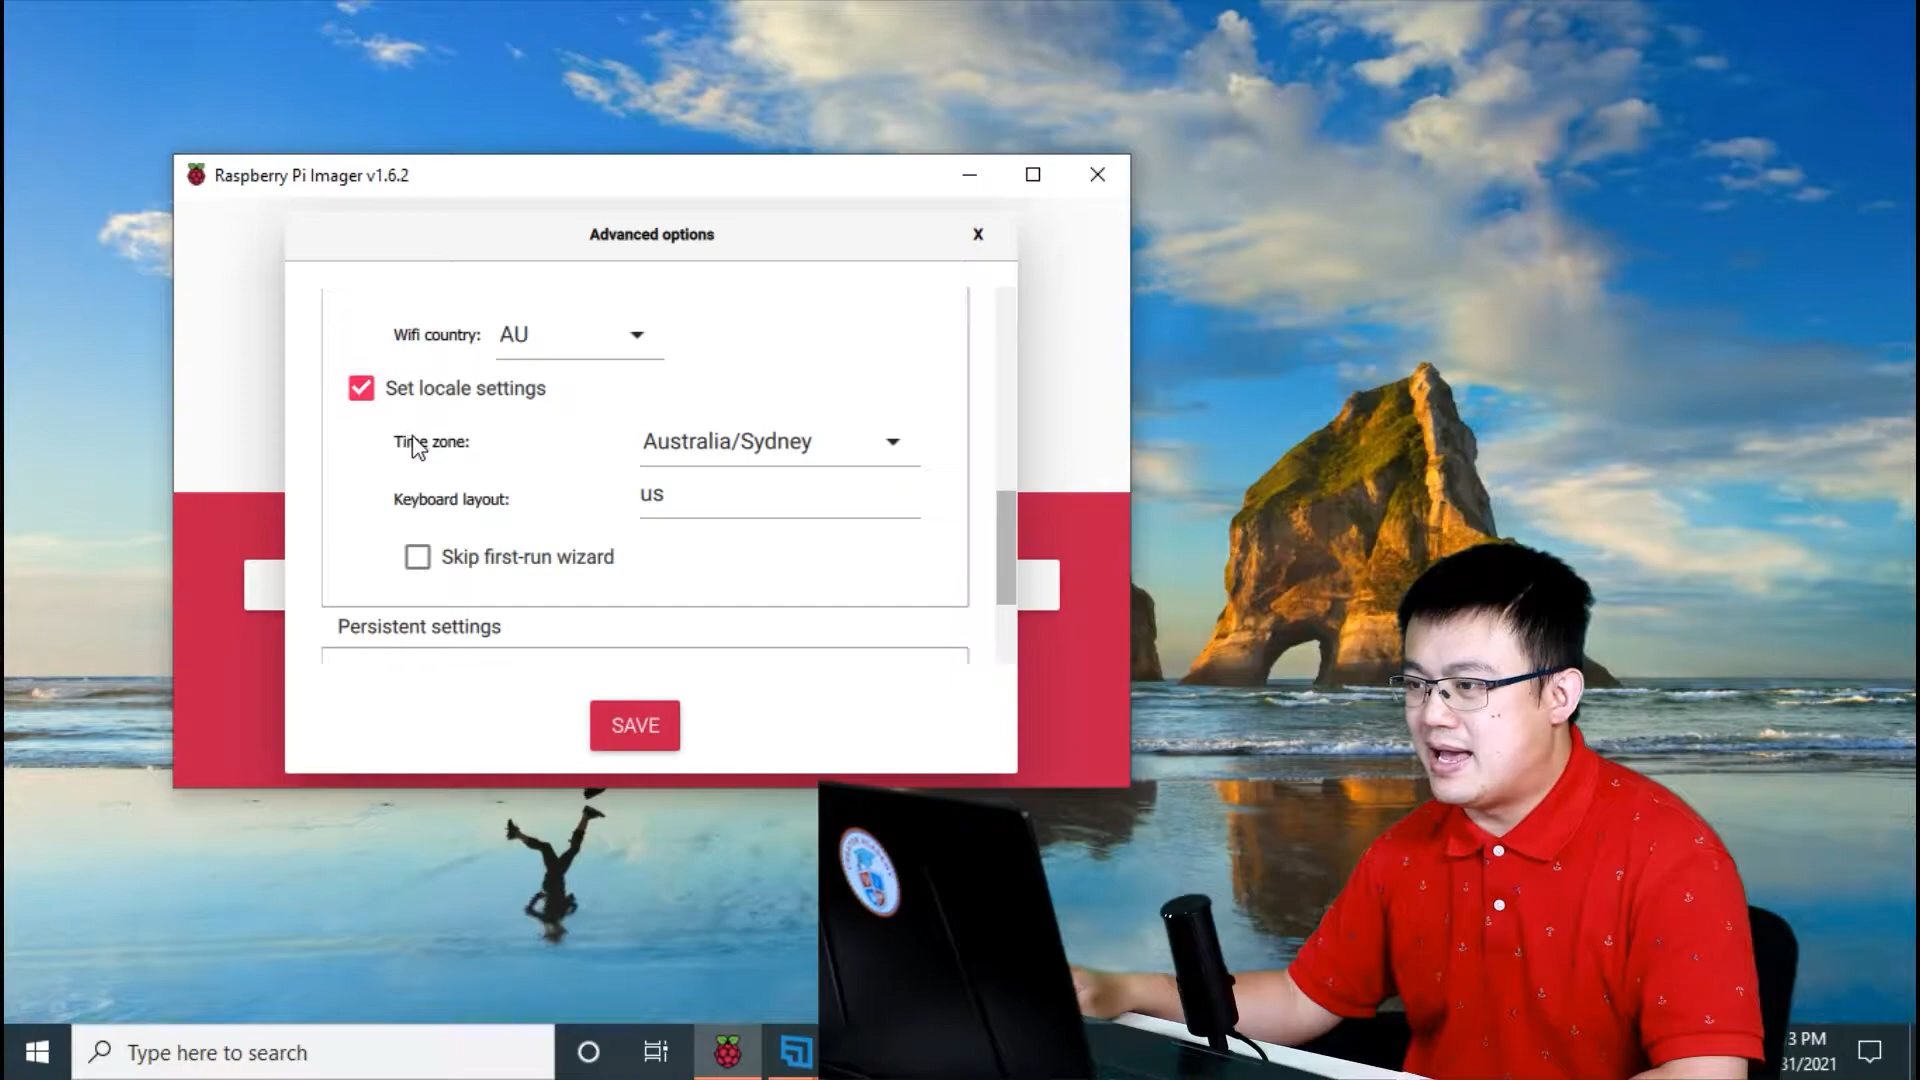 Raspberry Pi Imager v1.6.2
Advanced options
X
Wifi country: AU
Set locale settings
Time zone: Australia/Sydney
Keyboard layout: us
Skip first-run wizard
Persistent settings
SAVE
Type here to search
3 PM
31/2021